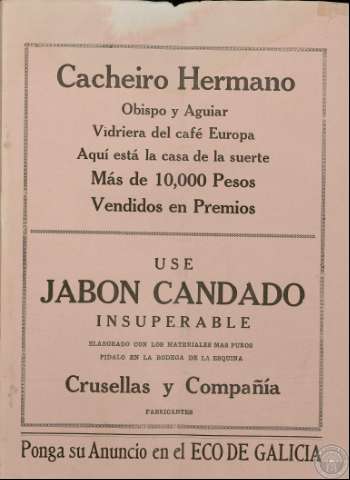 Cacheiro Hermano
Obispo y Aguiar
Vidriera del café Europa
Aquí está la casa de la suerte
Más de 10,000 Pesos
Vendidos en Premios
USE
JABON CANDADO
INSUPERABLE
ELABORADO CON LOS MATERIALES MAS PUROS
PIDALO EN LA BODEGA DE LA ESQUINA
Crusellas y Compañía
FABRICANTES
Ponga su Anuncio en el ECO DE GALICIA